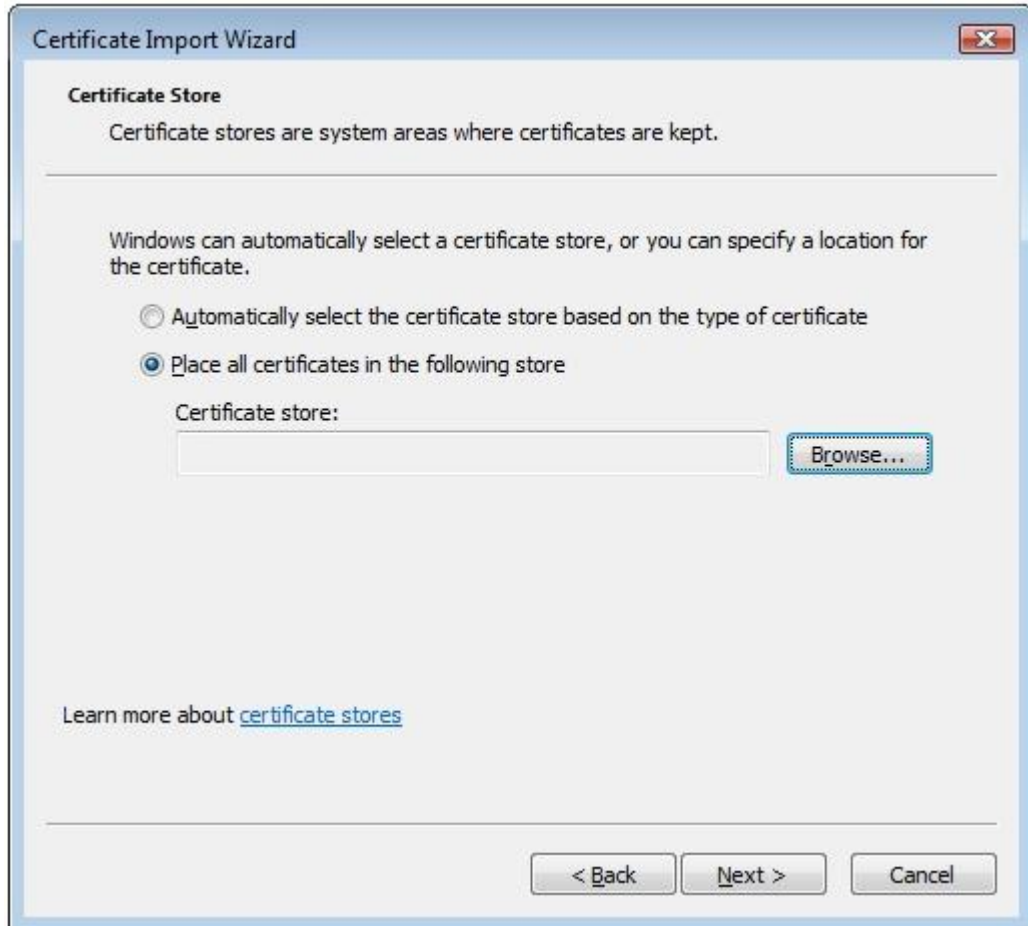 Certificate Import Wizard
Certificate Store
Certificate stores are system areas where certificates are kept.
Windows can automatically select a certificate store, or you can specify a location for
the certificate.
Automatically select the certificate store based on the type of certificate
Place all certificates in the following store
Certificate store:
Browse...
Learn more about certificate stores
< Back
Next >
Cancel